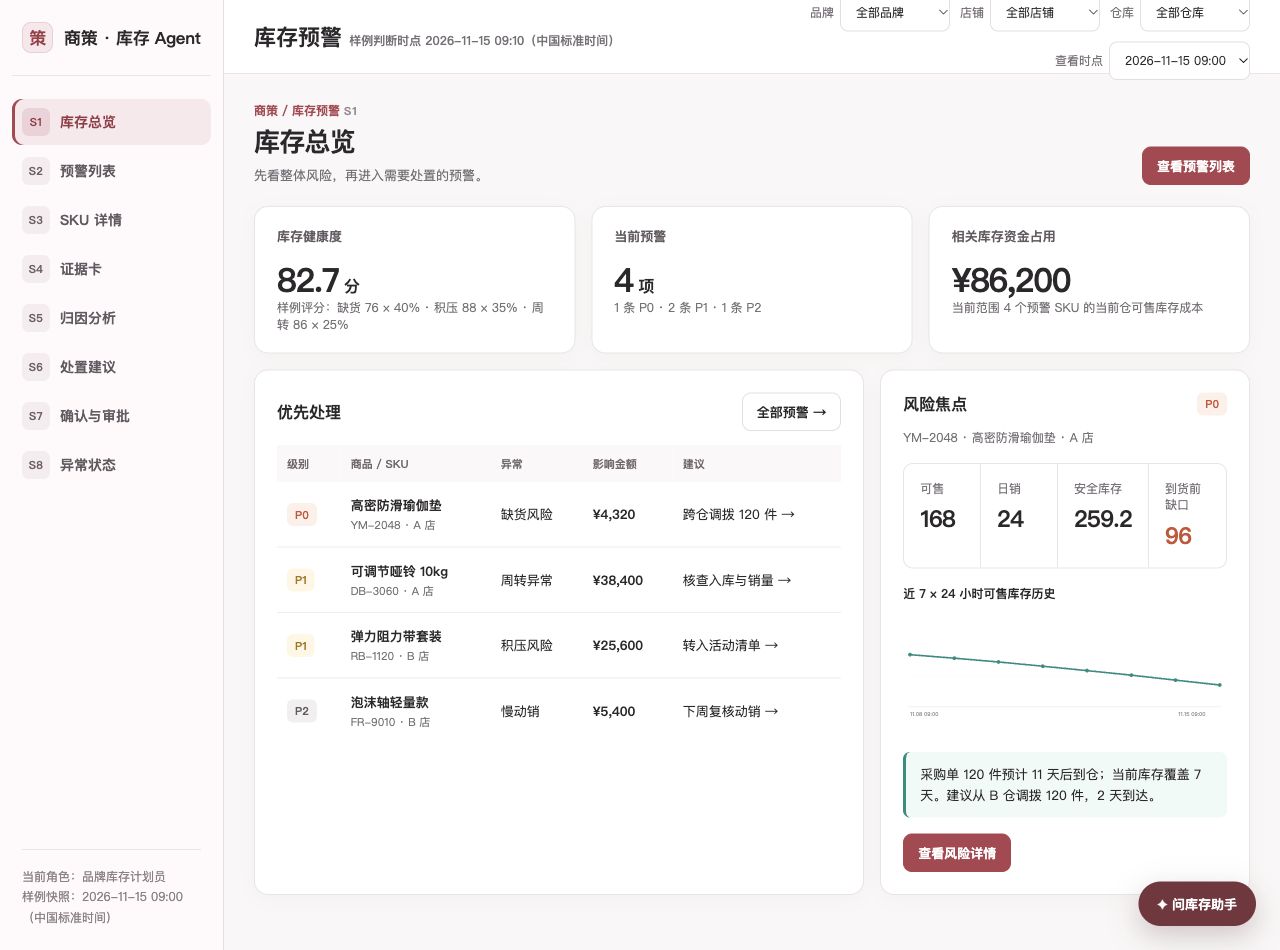 策 商策 · 库存 Agent
S1 库存总览
S2 预警列表
S3 SKU 详情
S4 证据卡
S5 归因分析
S6 处置建议
S7 确认与审批
S8 异常状态
当前角色：品牌库存计划员
样例快照：2026-11-15 09:00
（中国标准时间）
库存预警 样例判断时点 2026-11-15 09:10（中国标准时间）
品牌 全部品牌 店铺 全部店铺 仓库 全部仓库
查看时点 2026-11-15 09:00
商策 / 库存预警 S1
库存总览
先看整体风险，再进入需要处置的预警。
查看预警列表
库存健康度
82.7 分
样例评分：缺货 76 × 40% · 积压 88 × 35% · 周
转 86 × 25%
当前预警
4 项
1 条 P0 · 2 条 P1 · 1 条 P2
相关库存资金占用
¥86,200
当前范围 4 个预警 SKU 的当前仓可售库存成本
优先处理
全部预警 →
级别 商品 / SKU 异常 影响金额 建议
P0 高密防滑瑜伽垫 缺货风险 ¥4,320 跨仓调拨 120 件 →
YM-2048 · A 店
P1 可调节哑铃 10kg 周转异常 ¥38,400 核查入库与销量 →
DB-3060 · A 店
P1 弹力阻力带套装 积压风险 ¥25,600 转入活动清单 →
RB-1120 · B 店
P2 泡沫轴轻量款 慢动销 ¥5,400 下周复核动销 →
FR-9010 · B 店
风险焦点 P0
YM-2048 · 高密防滑瑜伽垫 · A 店
可售 日销 安全库存 到货前
缺口
168 24 259.2 96
近 7 × 24 小时可售库存历史
11.08 09:00 11.15 09:00
采购单 120 件预计 11 天后到仓；当前库存覆盖 7
天。建议从 B 仓调拨 120 件，2 天到达。
查看风险详情
✦ 问库存助手